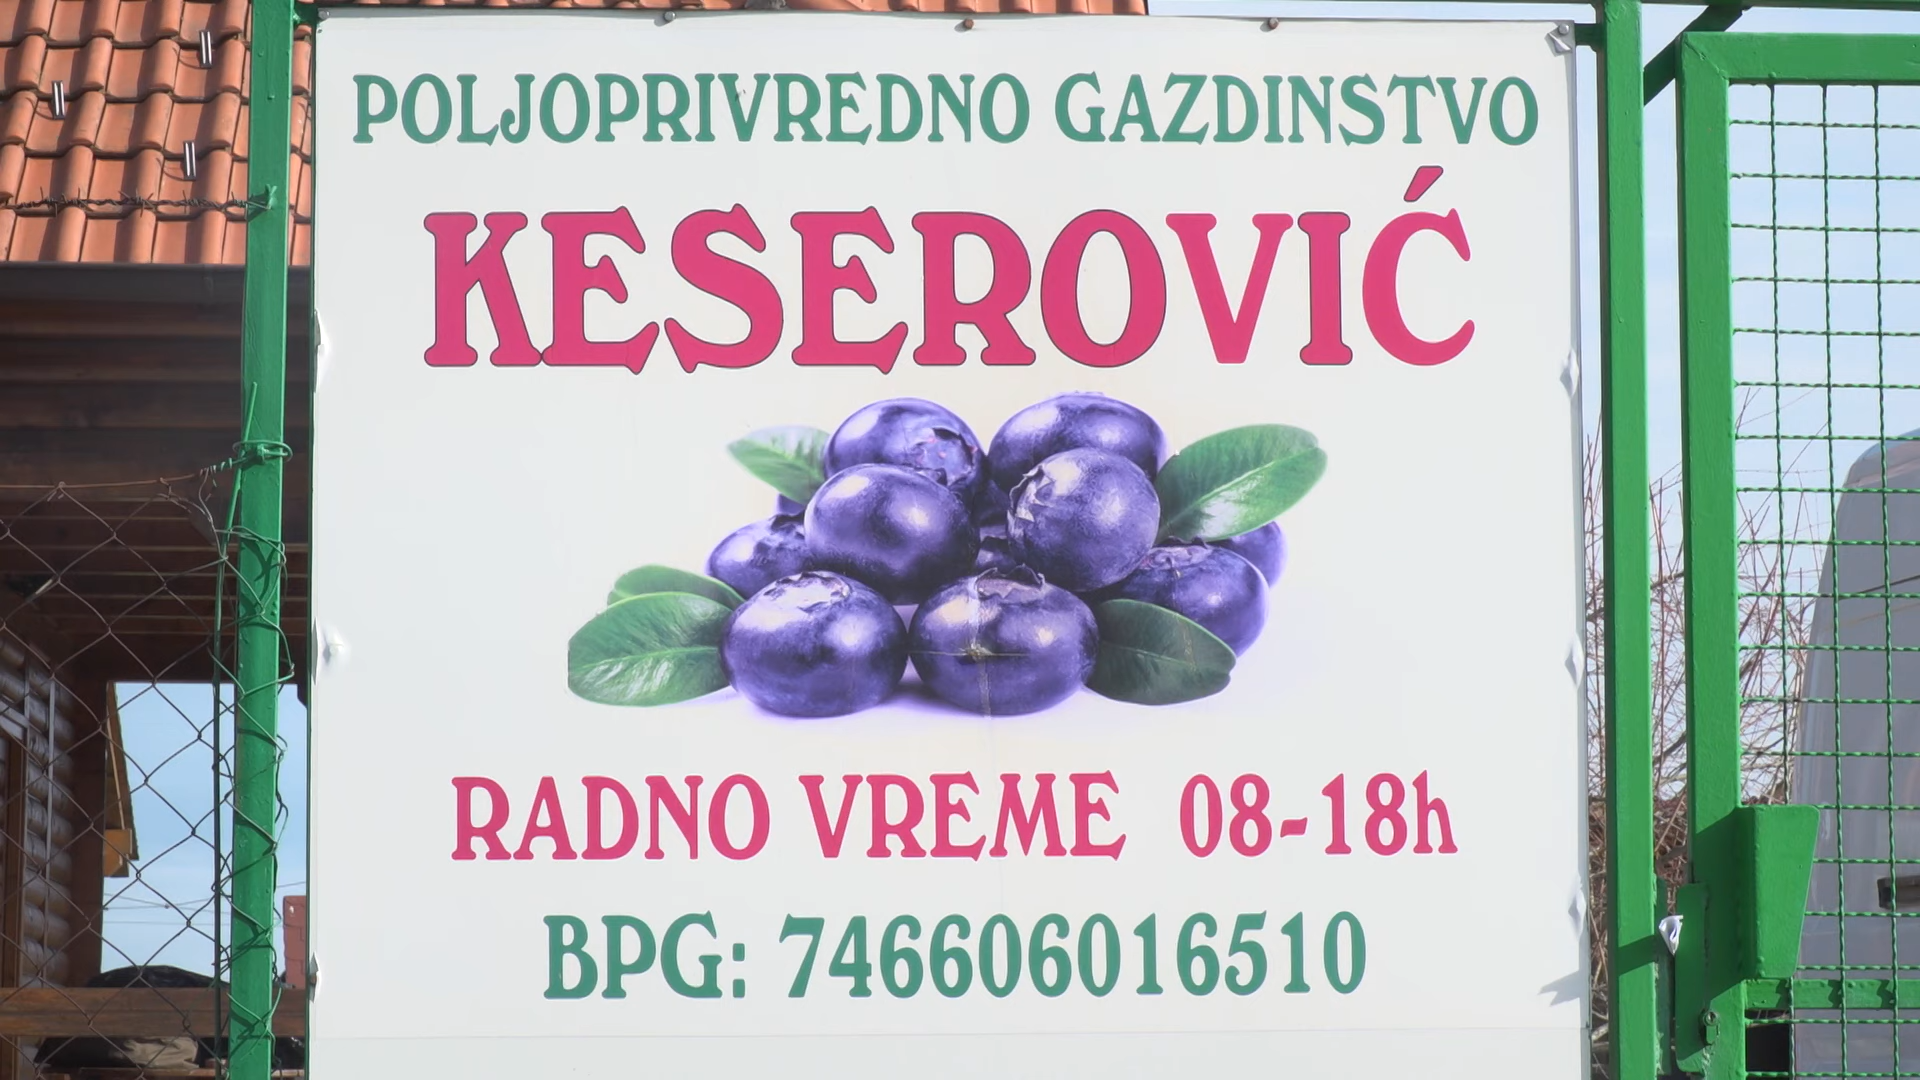 POLJOPRIVREDNO GAZDINSTVO
KESEROVIĆ
RADNO VREME 08-18h
BPG: 746606016510